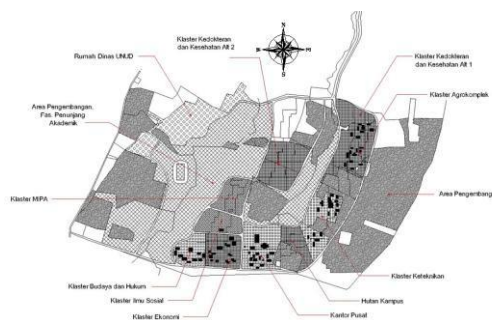 N
S
Klaster Kedokteran
dan Kesehatan Alt 2
Rumah Dinas UNUD
Klaster Kedokteran
dan Kesehatan Alt 1
Klaster Agrokomplek
Area Pengembangan,
Fas. Penunjang
Akademik
Klaster MIPA
Area Pengembang
Klaster Keteknikan
Klaster Budaya dan Hukum
Hutan Kampus
Klaster Ilmu Sosial
Kantor Pusat
Klaster Ekonomi